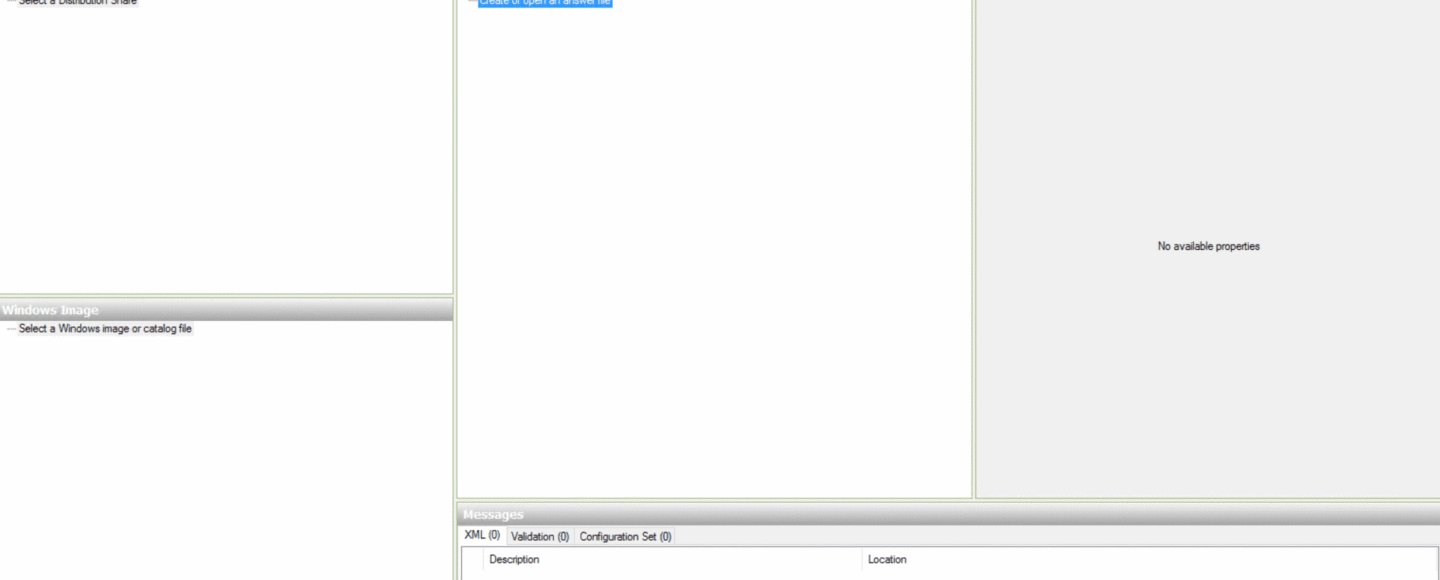 Select a Distribution Share
Create or open an answer file
No available properties
Windows Image
Select a Windows image or catalog file
Messages
XML (0) Validation (0) Configuration Set (0)
Description Location